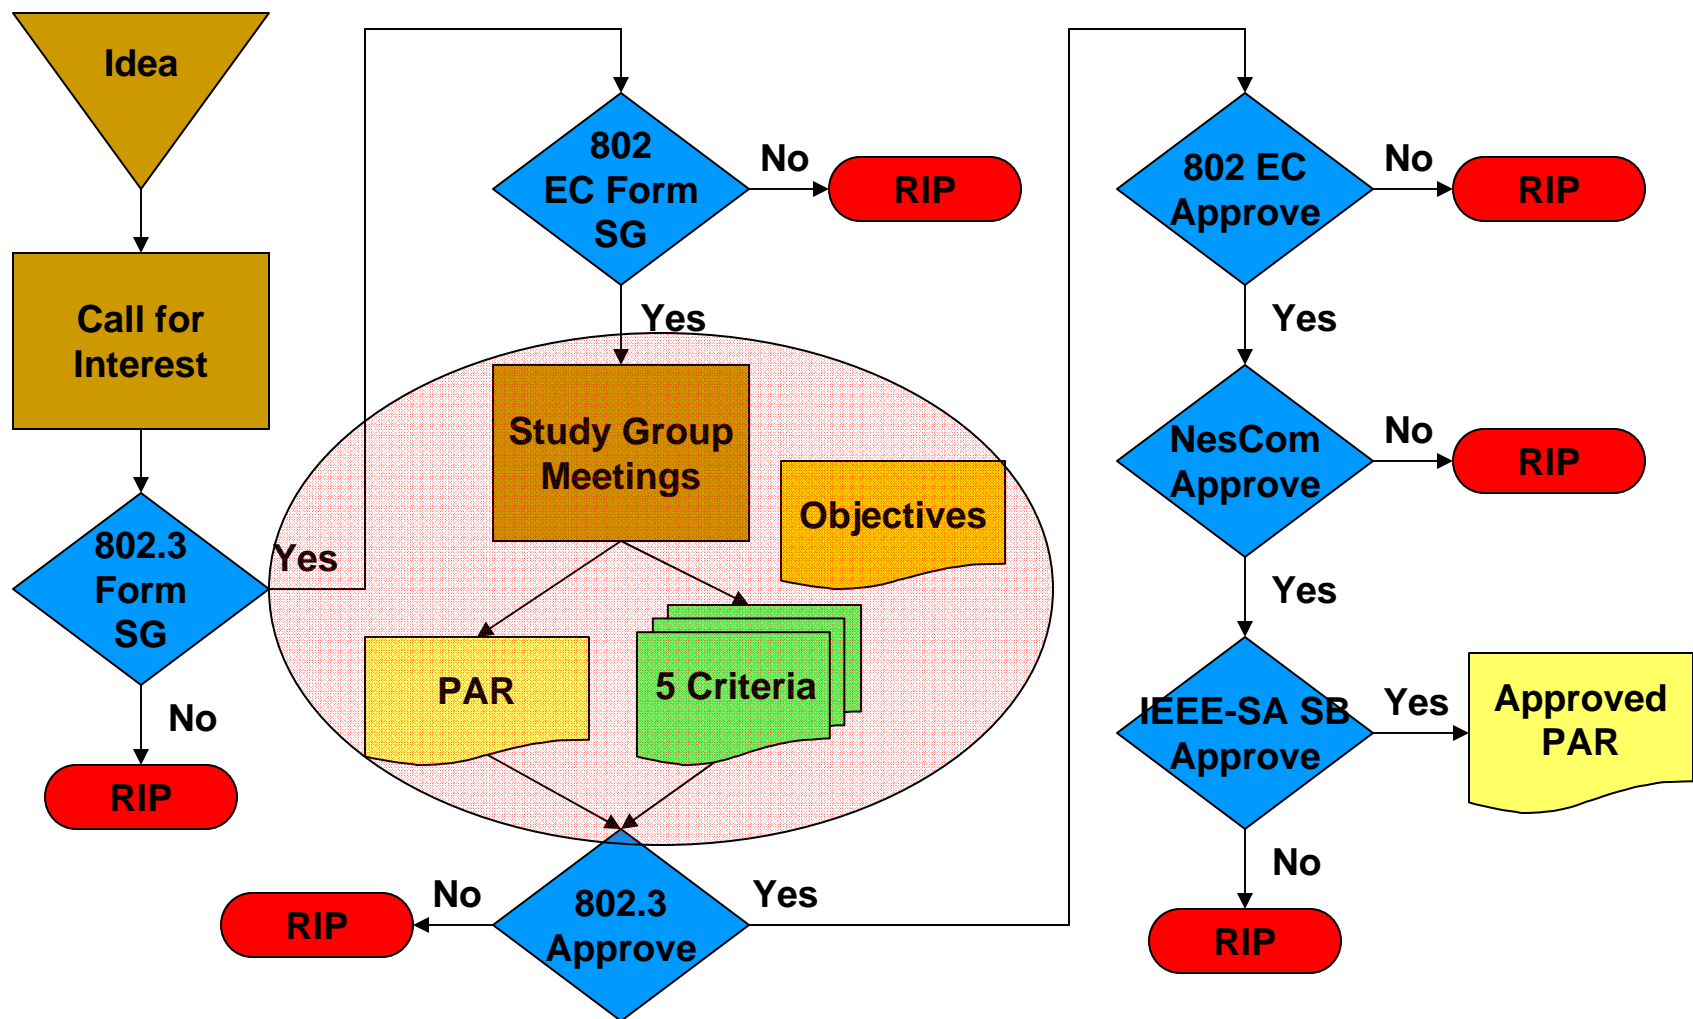 Idea
Call for
Interest
802.3
Form
SG
Yes
No
RIP
802
EC Form
SG
No
RIP
Yes
Study Group
Meetings
Objectives
PAR
5 Criteria
802.3
Approve
No
RIP
Yes
802 EC
Approve
No
RIP
Yes
NesCom
Approve
No
RIP
Yes
IEEE-SA SB
Approve
Yes
Approved
PAR
No
RIP